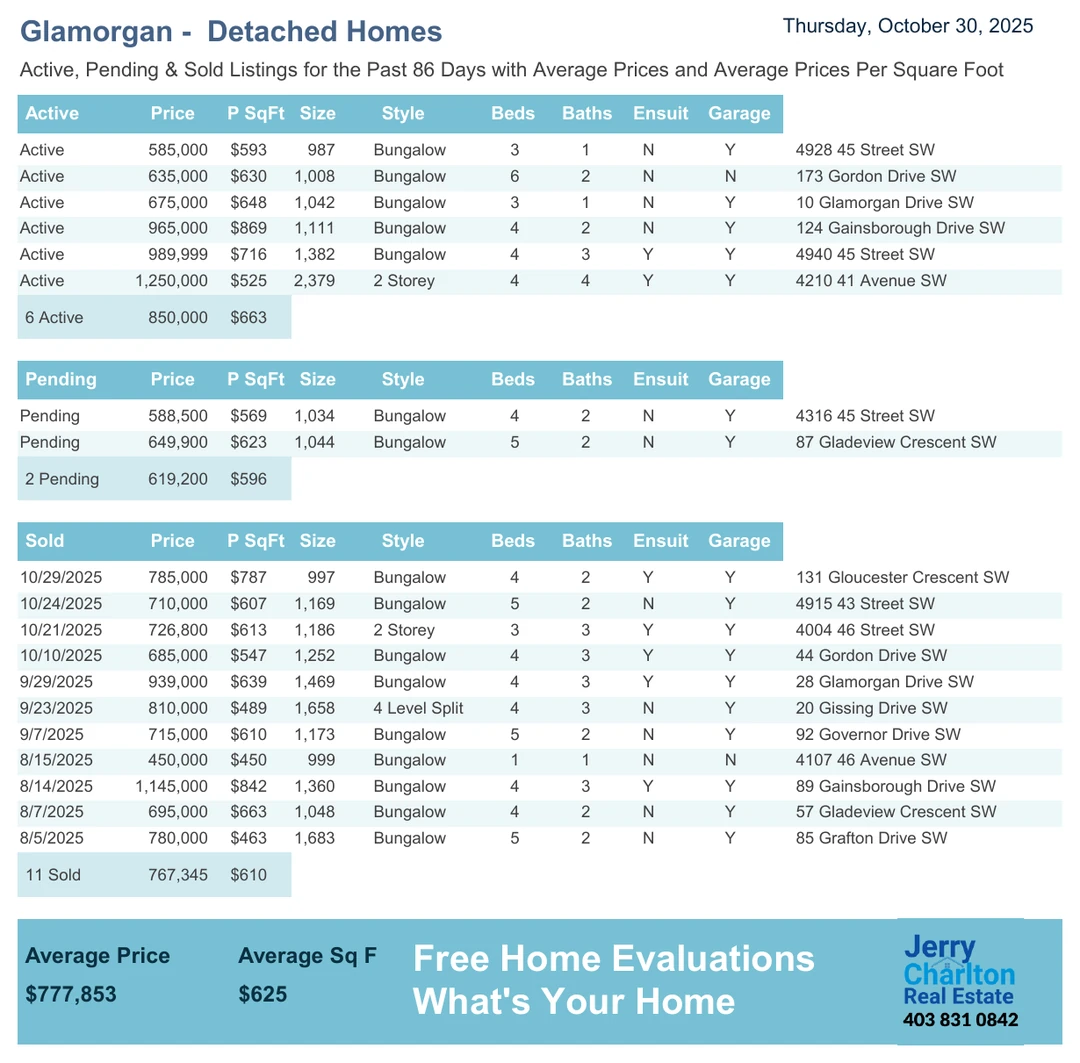 Glamorgan - Detached Homes
Thursday, October 30, 2025
Active, Pending & Sold Listings for the Past 86 Days with Average Prices and Average Prices Per Square Foot
Active Price P SqFt Size Style Beds Baths Ensuit Garage
Active 585,000 $593 987 Bungalow 3 1 N Y 4928 45 Street SW
Active 635,000 $630 1,008 Bungalow 6 2 N N 173 Gordon Drive SW
Active 675,000 $648 1,042 Bungalow 3 1 N Y 10 Glamorgan Drive SW
Active 965,000 $869 1,111 Bungalow 4 2 N Y 124 Gainsborough Drive SW
Active 989,999 $716 1,382 Bungalow 4 3 Y Y 4940 45 Street SW
Active 1,250,000 $525 2,379 2 Storey 4 4 Y Y 4210 41 Avenue SW
6 Active 850,000 $663
Pending Price P SqFt Size Style Beds Baths Ensuit Garage
Pending 588,500 $569 1,034 Bungalow 4 2 N Y 4316 45 Street SW
Pending 649,900 $623 1,044 Bungalow 5 2 N Y 87 Gladeview Crescent SW
2 Pending 619,200 $596
Sold Price P SqFt Size Style Beds Baths Ensuit Garage
10/29/2025 785,000 $787 997 Bungalow 4 2 Y Y 131 Gloucester Crescent SW
10/24/2025 710,000 $607 1,169 Bungalow 5 2 N Y 4915 43 Street SW
10/21/2025 726,800 $613 1,186 2 Storey 3 3 Y Y 4004 46 Street SW
10/10/2025 685,000 $547 1,252 Bungalow 4 3 Y Y 44 Gordon Drive SW
9/29/2025 939,000 $639 1,469 Bungalow 4 3 Y Y 28 Glamorgan Drive SW
9/23/2025 810,000 $489 1,658 4 Level Split 4 3 N Y 20 Gissing Drive SW
9/7/2025 715,000 $610 1,173 Bungalow 5 2 N Y 92 Governor Drive SW
8/15/2025 450,000 $450 999 Bungalow 1 1 N N 4107 46 Avenue SW
8/14/2025 1,145,000 $842 1,360 Bungalow 4 3 Y Y 89 Gainsborough Drive SW
8/7/2025 695,000 $663 1,048 Bungalow 4 2 N Y 57 Gladeview Crescent SW
8/5/2025 780,000 $463 1,683 Bungalow 5 2 N Y 85 Grafton Drive SW
11 Sold 767,345 $610
Average Price Average Sq F
$777,853 $625
Free Home Evaluations
What's Your Home
Jerry
Charlton
Real Estate
403 831 0842